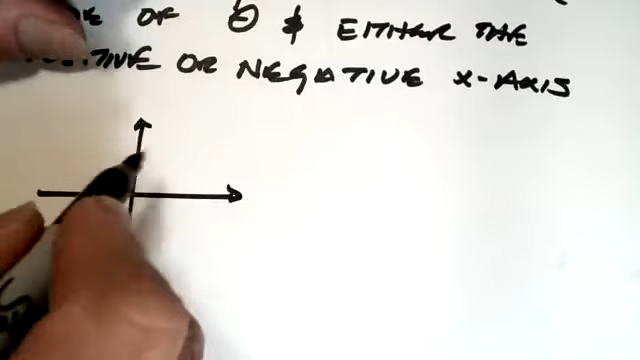 OF θ & EITHER THE
OR NEGATIVE X-AXIS